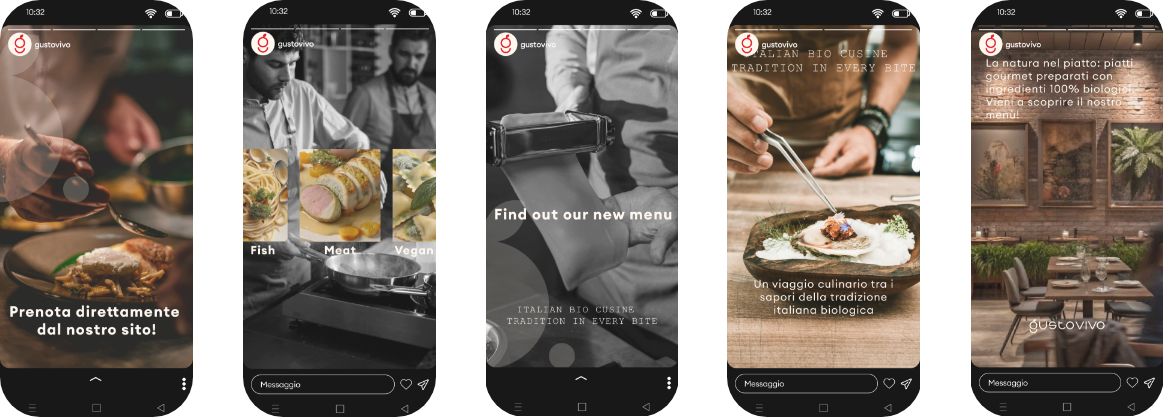 10:32
gustovivo
Prenota direttamente
dal nostro sito!
10:32
gustovivo
Fish
Meat
Vegan
Messaggio
10:32
gustovivo
Find out our new menu
ITALIAN BIO CUSINE
TRADITION IN EVERY BITE
10:32
gustovivo
ITALIAN BIO CUSINE
TRADITION IN EVERY BITE
Un viaggio culinario tra i
sapori della tradizione
italiana biologica
Messaggio
10:32
gustovivo
La natura nel piatto: piatti
gourmet preparati con
ingredienti 100% biologici.
Vieni a scoprire il nostro
menù!
gustovivo
Messaggio